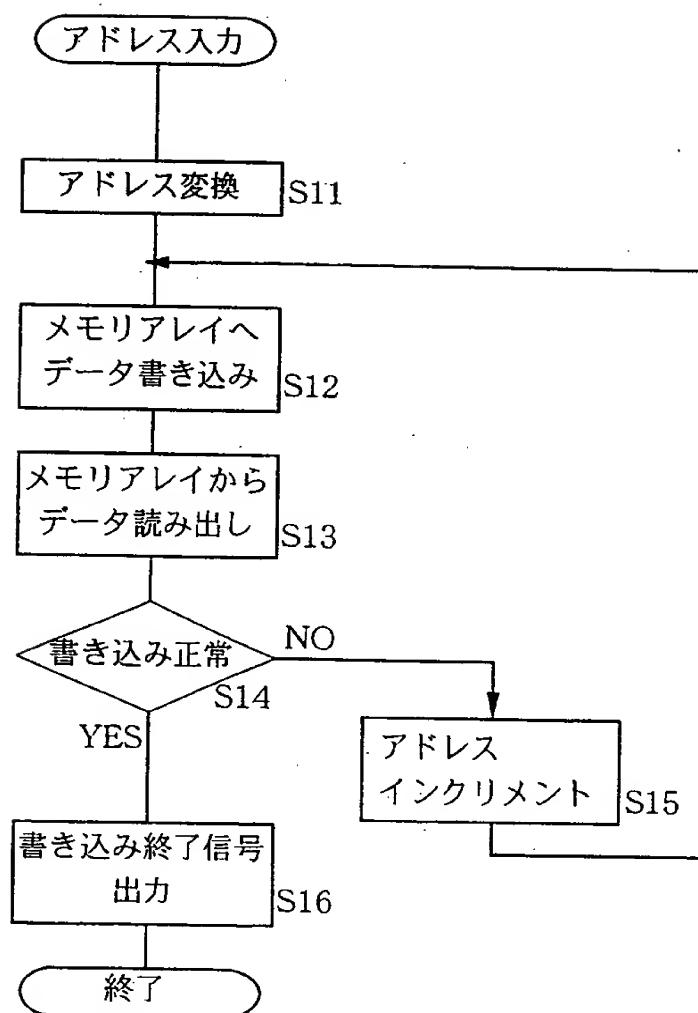 アドレス入力
アドレス変換
S11
メモリアレイへ
データ書き込み
S12
メモリアレイから
データ読み出し
S13
書き込み正常
S14
NO
YES
アドレス
インクリメント
S15
書き込み終了信号
出力
S16
終了